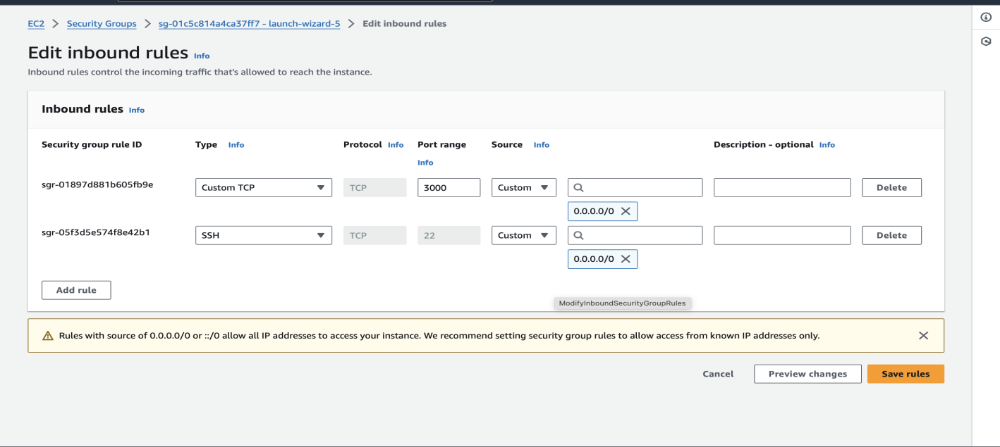 EC2 > Security Groups > sg-01c5c814a4ca37ff7 - launch-wizard-5 > Edit inbound rules
Edit inbound rules Info
Inbound rules control the incoming traffic that's allowed to reach the instance.
Inbound rules Info
Security group rule ID Type Info Protocol Info Port range Source Info Description - optional Info
Info
sgr-01897d881b605fb9e Custom TCP TCP 3000 Custom Delete
0.0.0.0/0
sgr-05f3d5e574f8e42b1 SSH TCP 22 Custom Delete
0.0.0.0/0
Add rule
ModifyInboundSecurityGroupRules
Rules with source of 0.0.0.0/0 or ::/0 allow all IP addresses to access your instance. We recommend setting security group rules to allow access from known IP addresses only.
Cancel Preview changes Save rules